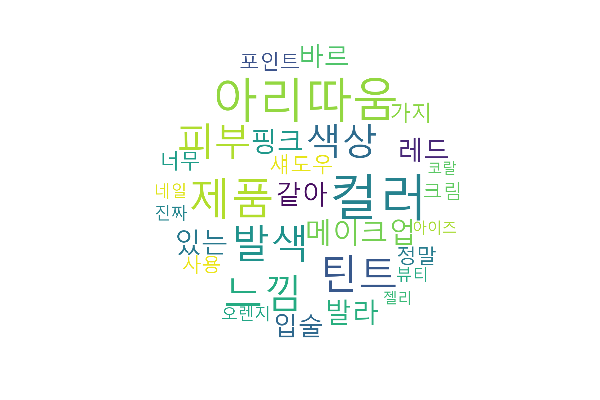 포인트 바르
아리따움 가지
피부 핑크 색상 레드
너무 섀도우 코랄
네일 제품 같아 컬러 크림
진짜 메이크업 아이즈
있는 발색 정말
사용 틴트 뷰티
느낌 젤리
오렌지 입술 발라